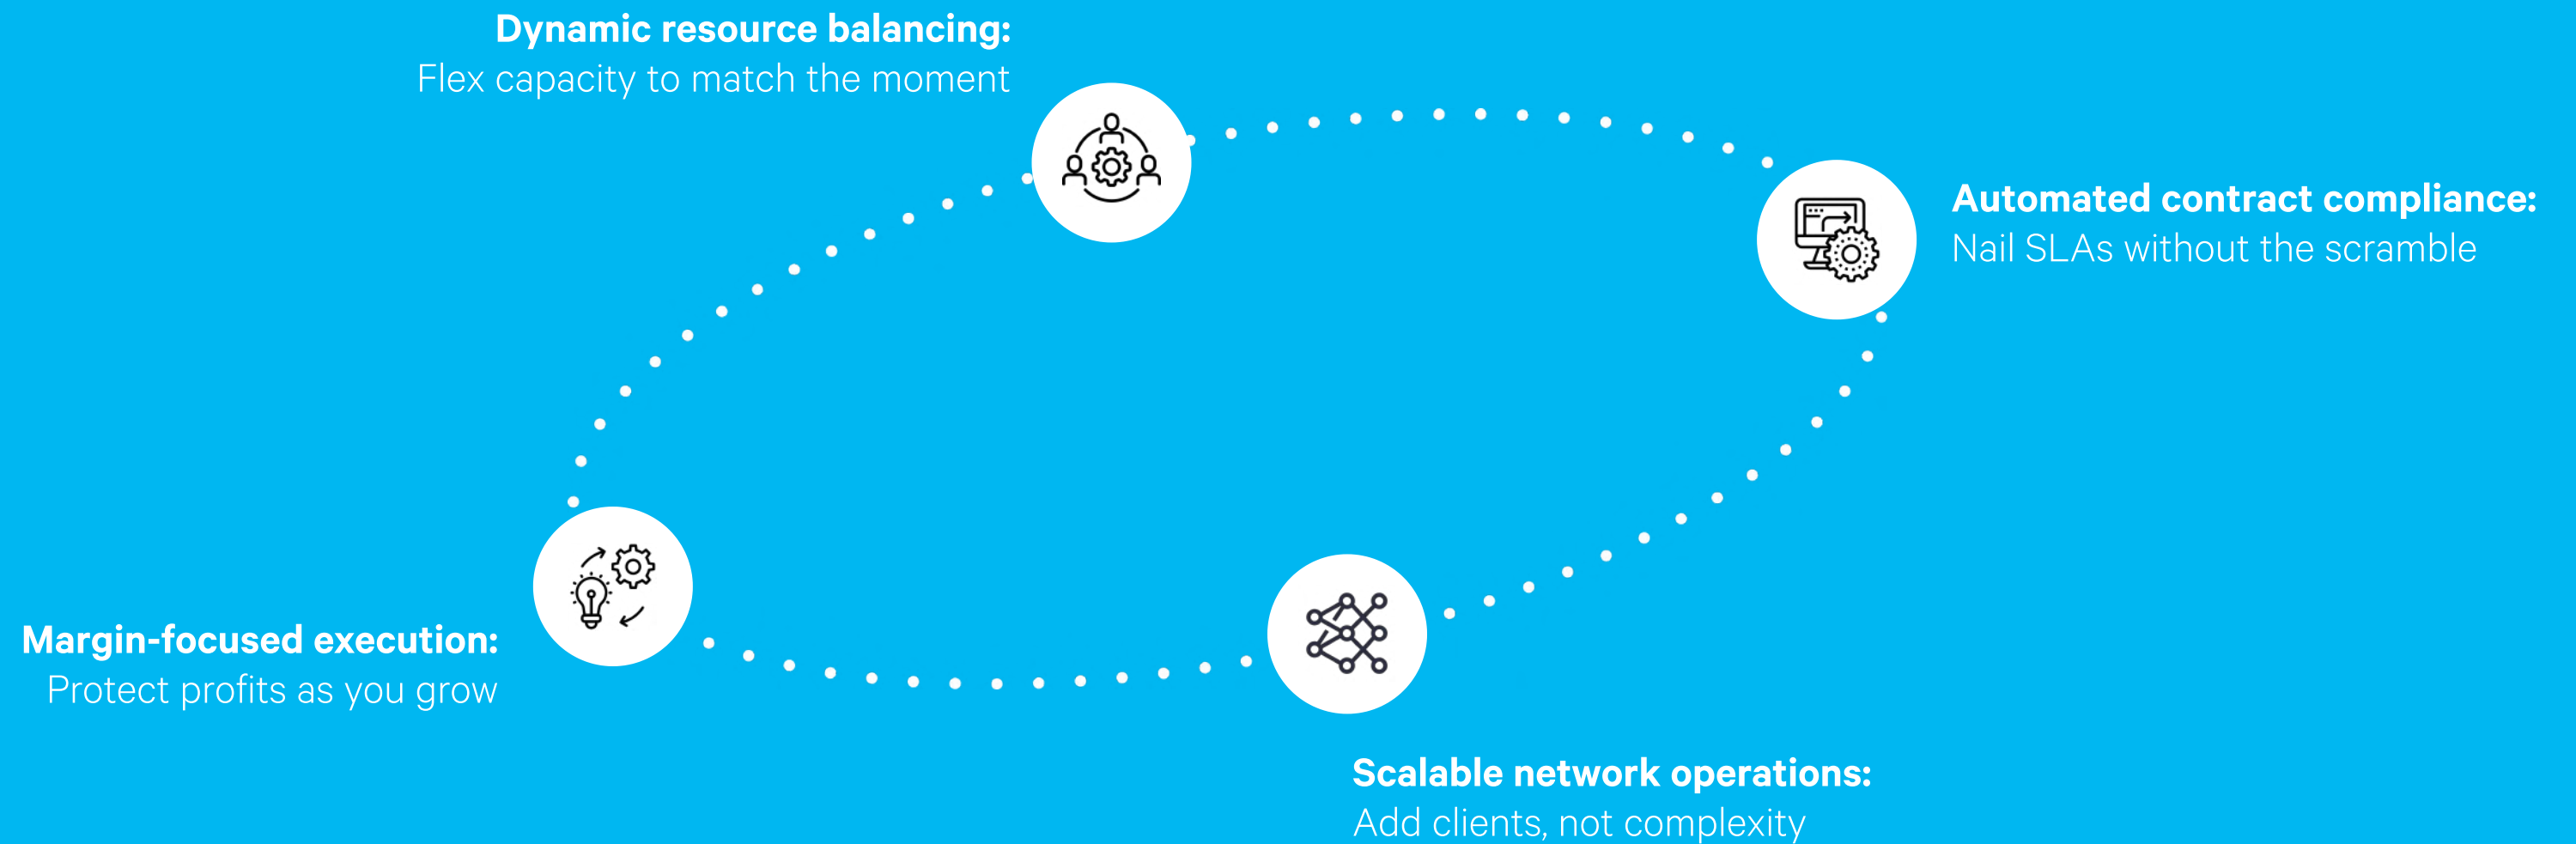 Dynamic resource balancing:
Flex capacity to match the moment
Automated contract compliance:
Nail SLAs without the scramble
Margin-focused execution:
Protect profits as you grow
Scalable network operations:
Add clients, not complexity